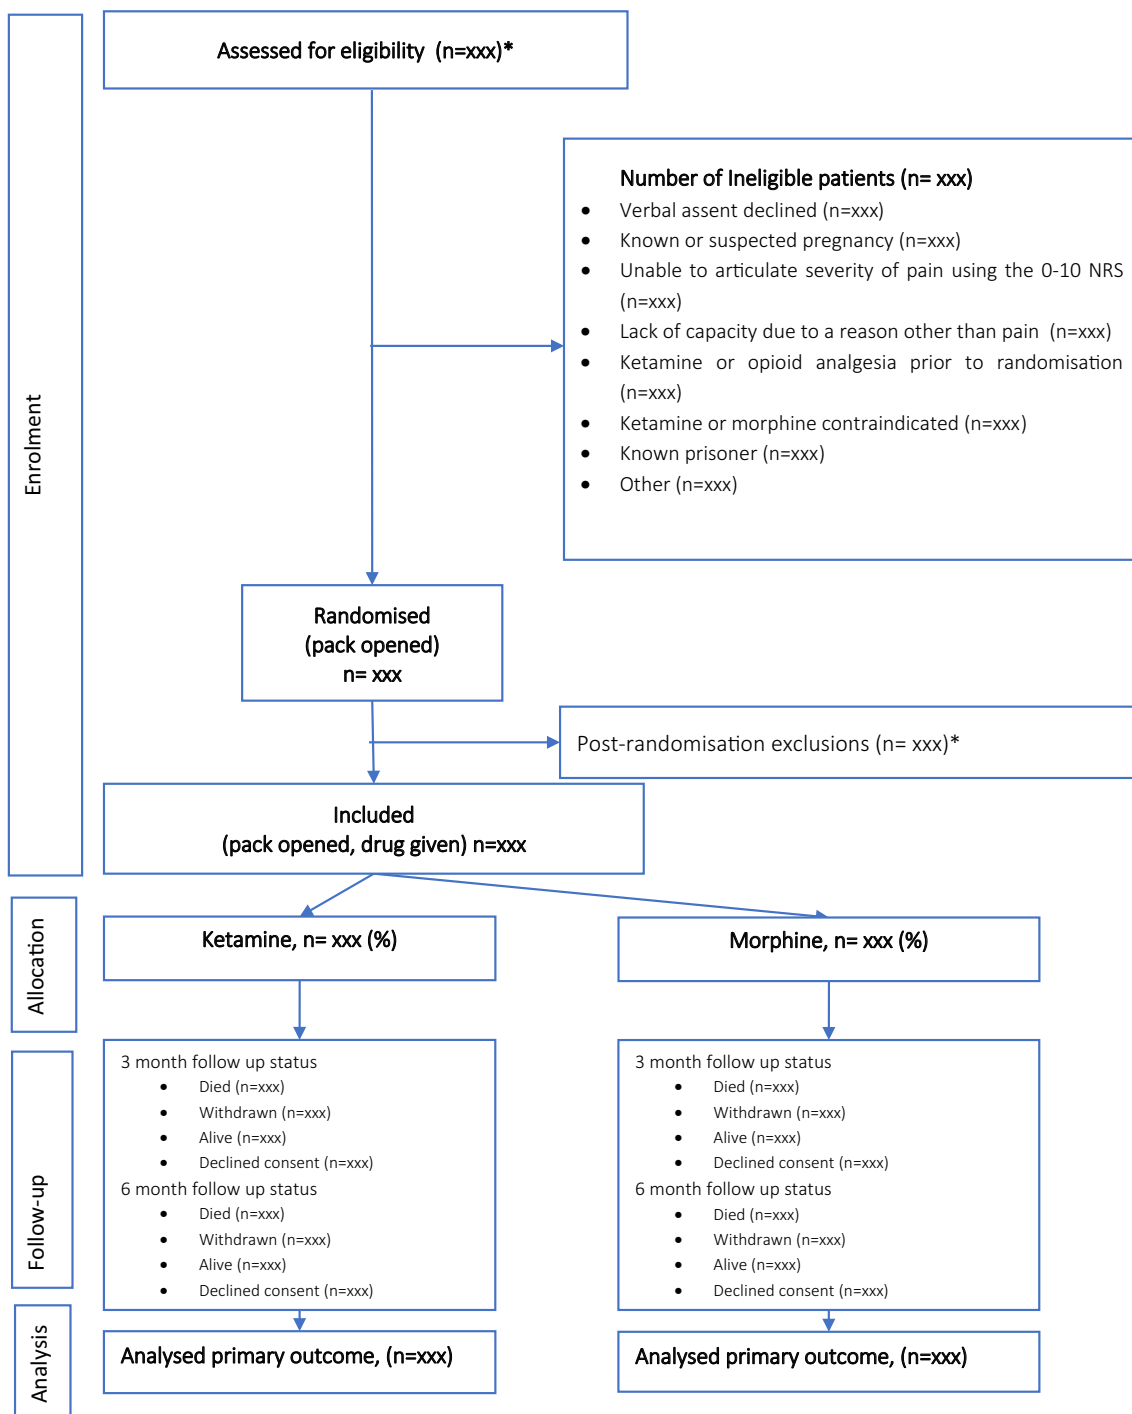 Enrolment
Assessed for eligibility  (n=xxx)*
Number of Ineligible patients (n= xxx)
• Verbal assent declined (n=xxx)
• Known or suspected pregnancy (n=xxx)
• Unable to articulate severity of pain using the 0-10 NRS
(n=xxx)
• Lack of capacity due to a reason other than pain  (n=xxx)
• Ketamine or opioid analgesia prior to randomisation
(n=xxx)
• Ketamine or morphine contraindicated (n=xxx)
• Known prisoner (n=xxx)
• Other (n=xxx)
Randomised
(pack opened)
n= xxx
Post-randomisation exclusions (n= xxx)*
Included
(pack opened, drug given) n=xxx
Allocation
Ketamine, n= xxx (%)
Morphine, n= xxx (%)
Follow-up
3 month follow up status
• Died (n=xxx)
• Withdrawn (n=xxx)
• Alive (n=xxx)
• Declined consent (n=xxx)
6 month follow up status
• Died (n=xxx)
• Withdrawn (n=xxx)
• Alive (n=xxx)
• Declined consent (n=xxx)
3 month follow up status
• Died (n=xxx)
• Withdrawn (n=xxx)
• Alive (n=xxx)
• Declined consent (n=xxx)
6 month follow up status
• Died (n=xxx)
• Withdrawn (n=xxx)
• Alive (n=xxx)
• Declined consent (n=xxx)
Analysis
Analysed primary outcome, (n=xxx)
Analysed primary outcome, (n=xxx)